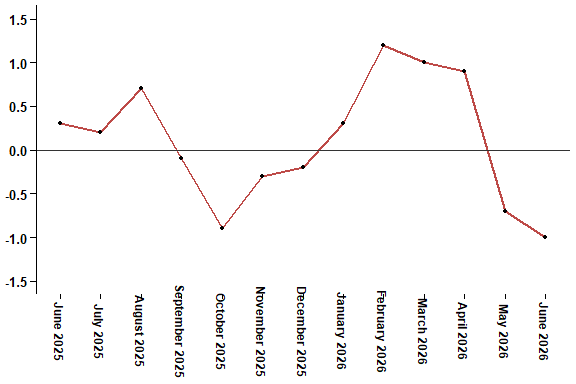 1.5
1.0
0.5
0.0
-0.5
-1.0
-1.5
June 2025
July 2025
August 2025
September 2025
October 2025
November 2025
December 2025
January 2026
February 2026
March 2026
April 2026
May 2026
June 2026